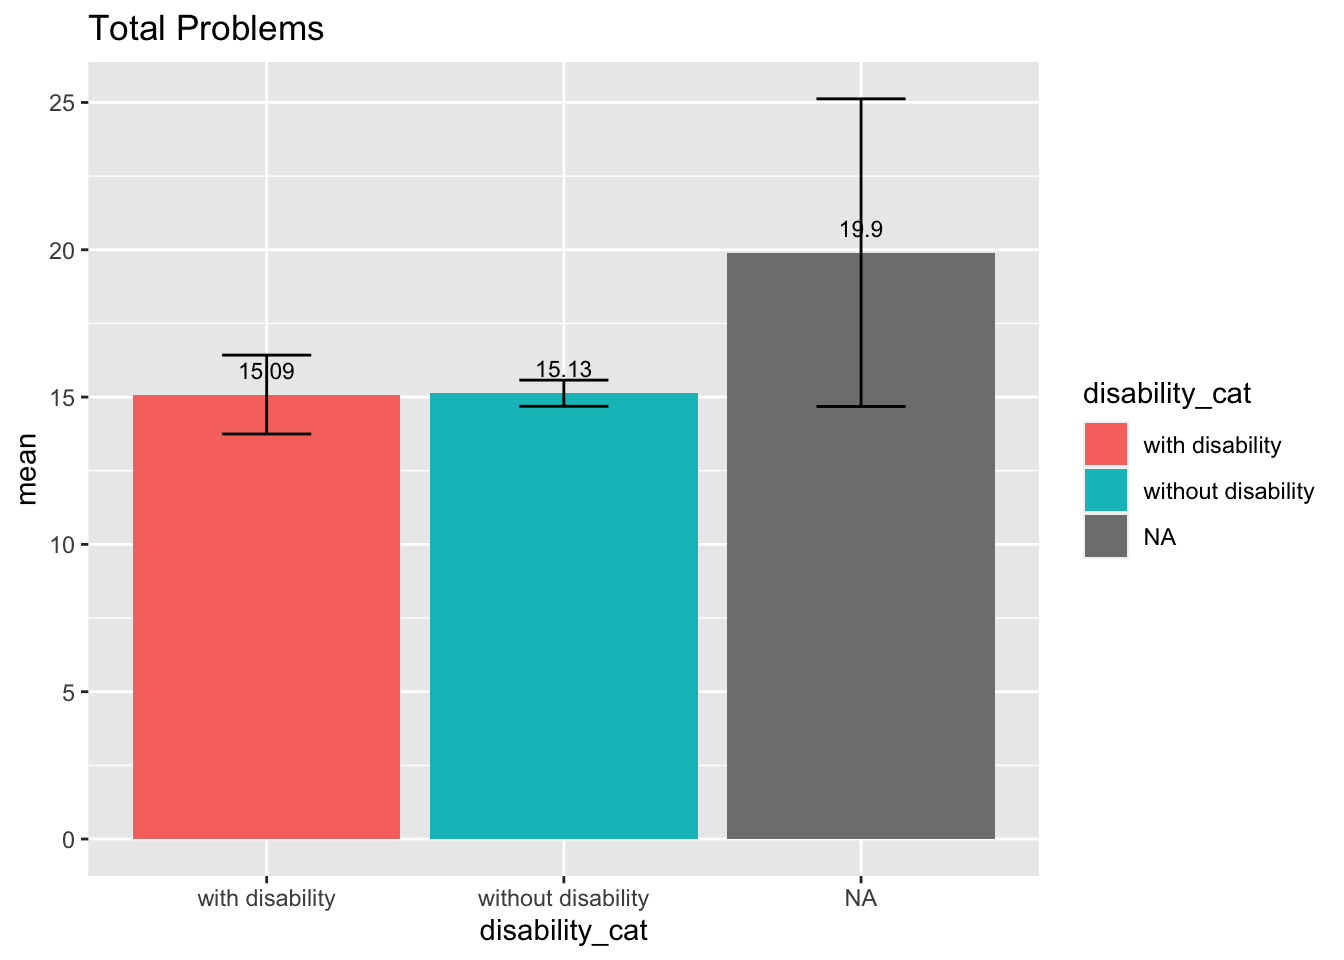 Total Problems
25
20
15
10
5
0
mean
15.09
15.13
19.9
with disability
without disability
NA
disability_cat
disability_cat
with disability
without disability
NA